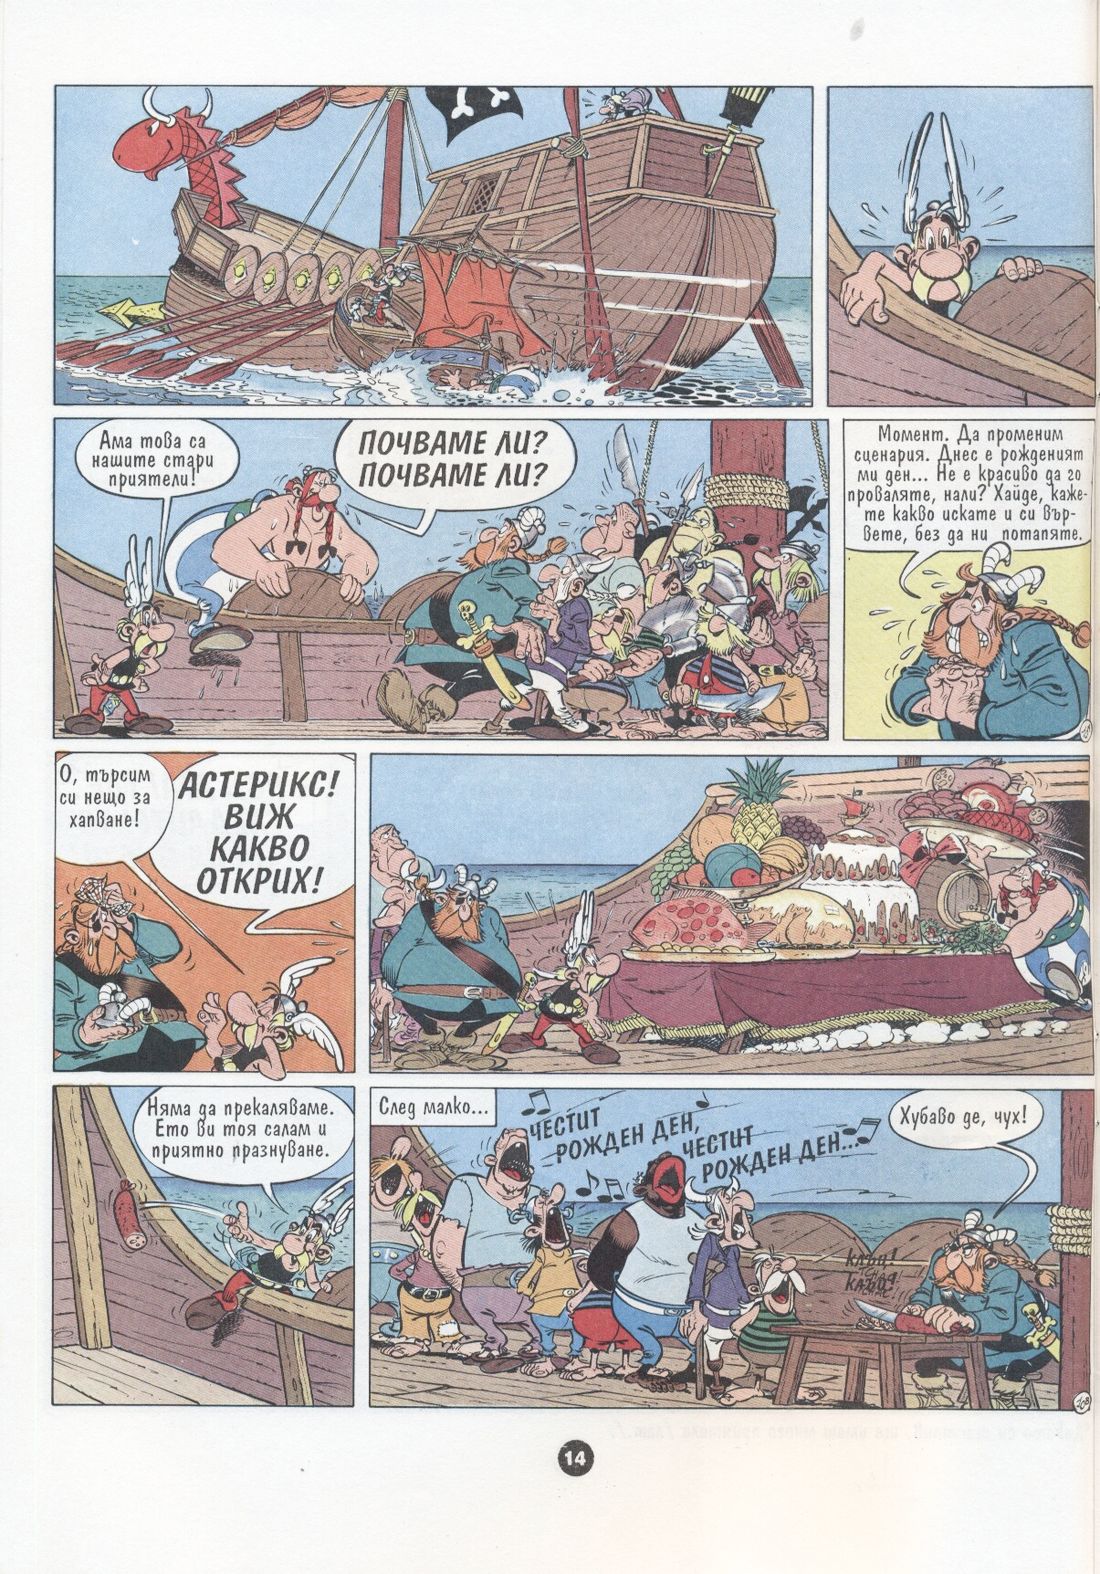 Ама това са
нашите стари
приятели!
ПОЧВАМЕ ЛИ?
ПОЧВАМЕ ЛИ?
Момент. Да променим
сценария. Днес е рожденият
ми ден... Не е красиво да го
проваляте, нали? Хайде, каже-
те какво искате и си вър-
вете, без да ни потапяте.
О, търсим
си нещо за
хапване!
АСТЕРИКС!
ВИЖ
КАКВО
ОТКРИХ!
Няма да прекаляваме.
Ето ви тоя салам и
приятно празнуване.
След малко...
ЧЕСТИТ
РОЖДЕН ДЕН,
ЧЕСТИТ
РОЖДЕН ДЕН...
Хубаво де, чух!
КЛЪЦ!
КЛЪЦ!
14